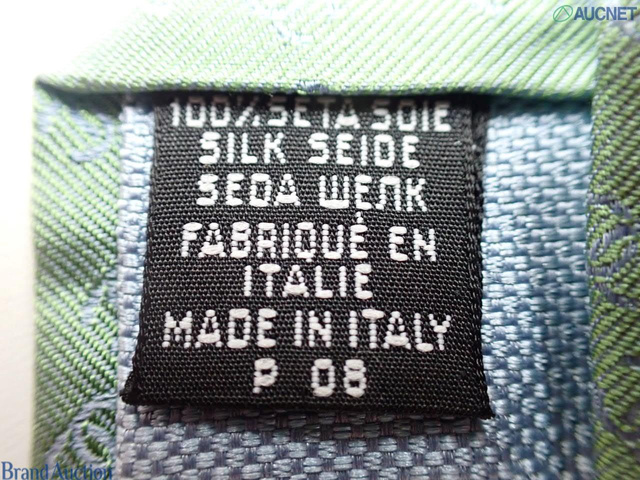 AUCNET
100% SETA SOIE
SILK SEIDE
SEDA ШЕЛК
FABRIQUÉ EN
ITALIE
MADE IN ITALY
P 08
Brand Auction